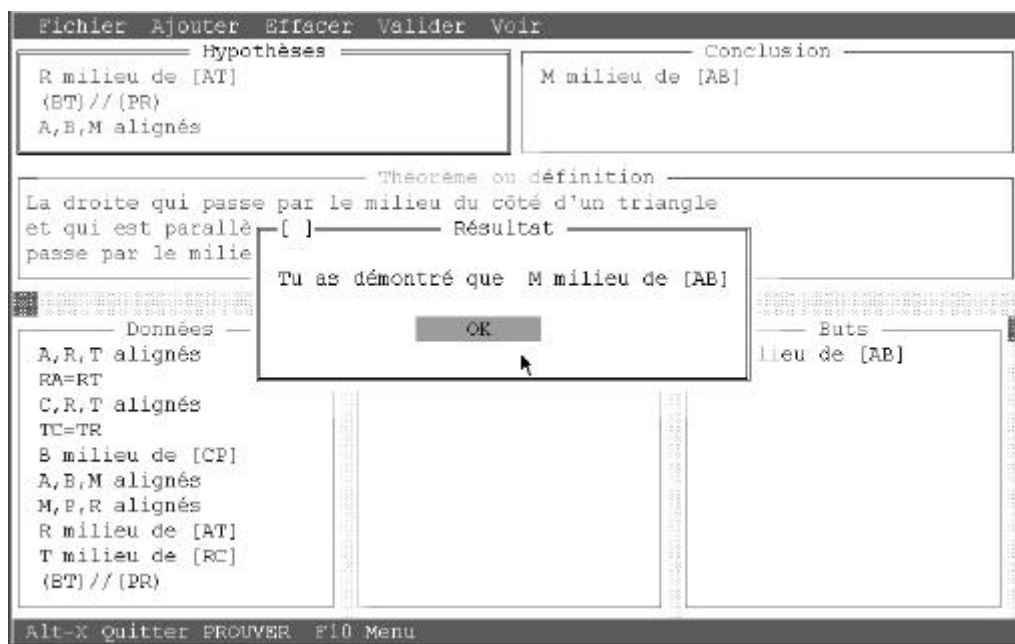 Fichier Ajouter Effacer Valider Voir
Hypothèses
R milieu de [AT]
(BT)//(PR)
A,B,M alignés
Conclusion
M milieu de [AB]
Théorème ou définition
La droite qui passe par le milieu du côté d'un triangle
et qui est parallè
passe par le milie
[ ] Résultat
Tu as démontré que M milieu de [AB]
OK
Données
A,R,T alignés
RA=RT
C,R,T alignés
TC=TR
B milieu de [CP]
A,B,M alignés
M,P,R alignés
R milieu de [AT]
T milieu de [RC]
(BT)//(PR)
Buts
lieu de [AB]
Alt-X Quitter PROUVER F10 Menu